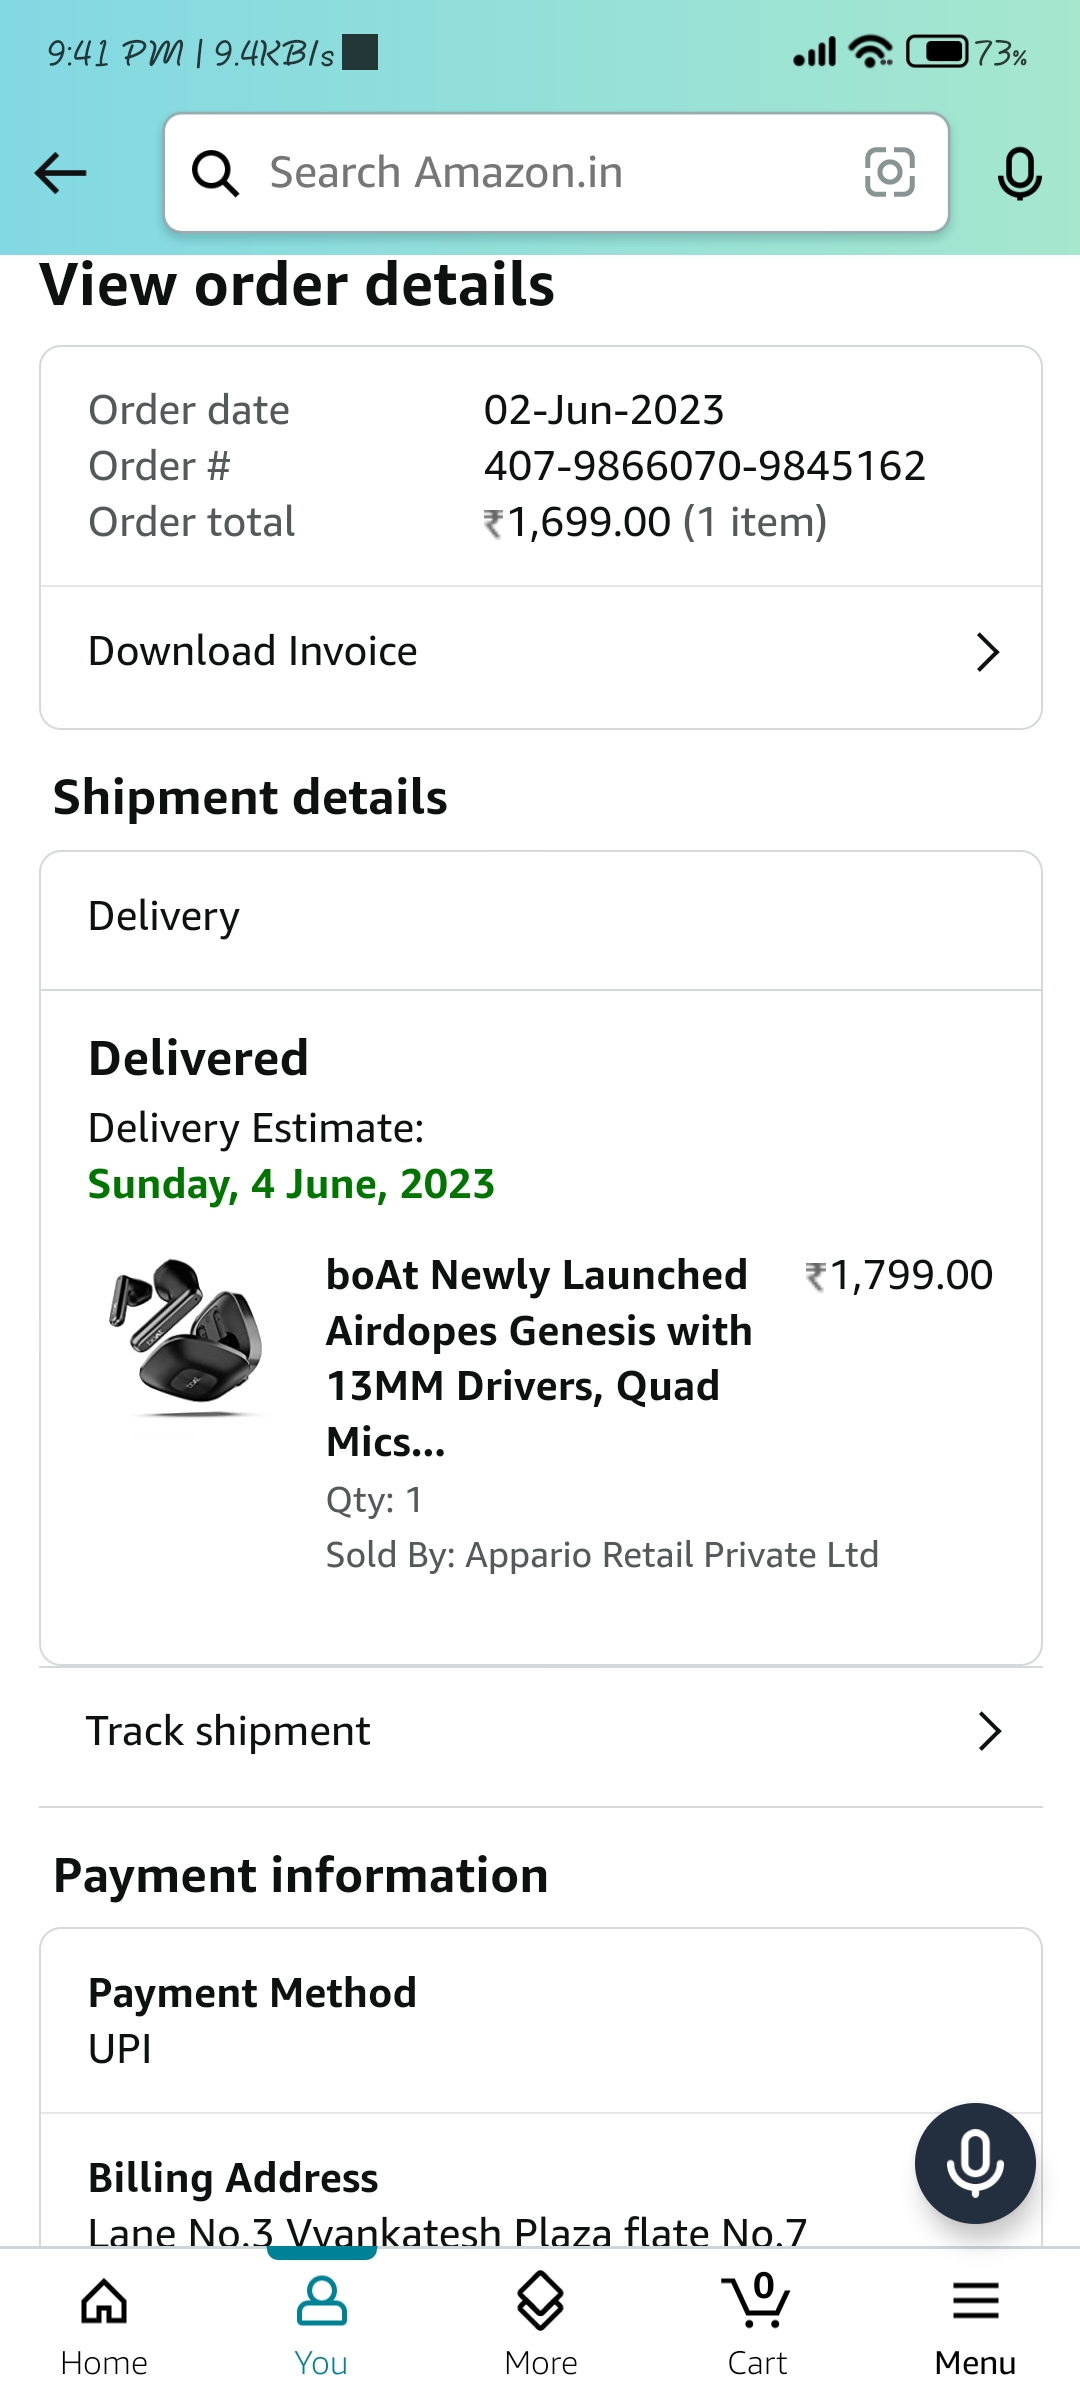 9:41 PM | 9.4KB/s
73%
Search Amazon.in
View order details
Order date 02-Jun-2023
Order # 407-9866070-9845162
Order total ₹1,699.00 (1 item)
Download Invoice
Shipment details
Delivery
Delivered
Delivery Estimate:
Sunday, 4 June, 2023
boAt Newly Launched ₹1,799.00
Airdopes Genesis with
13MM Drivers, Quad
Mics...
Qty: 1
Sold By: Appario Retail Private Ltd
Track shipment
Payment information
Payment Method
UPI
Billing Address
Lane No.3 Vyankatesh Plaza flate No.7
0
Home You More Cart Menu